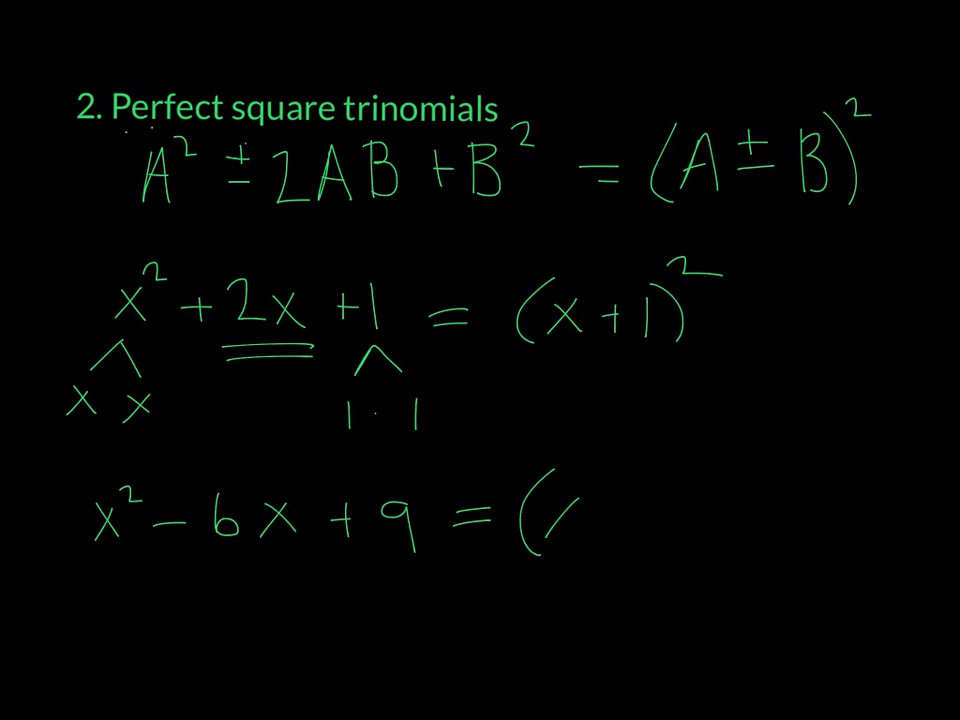 2. Perfect square trinomials
A² ± 2AB + B² = (A ± B)²
x² + 2x + 1 = (x + 1)²
x x 1 · 1
x² - 6x + 9 = (